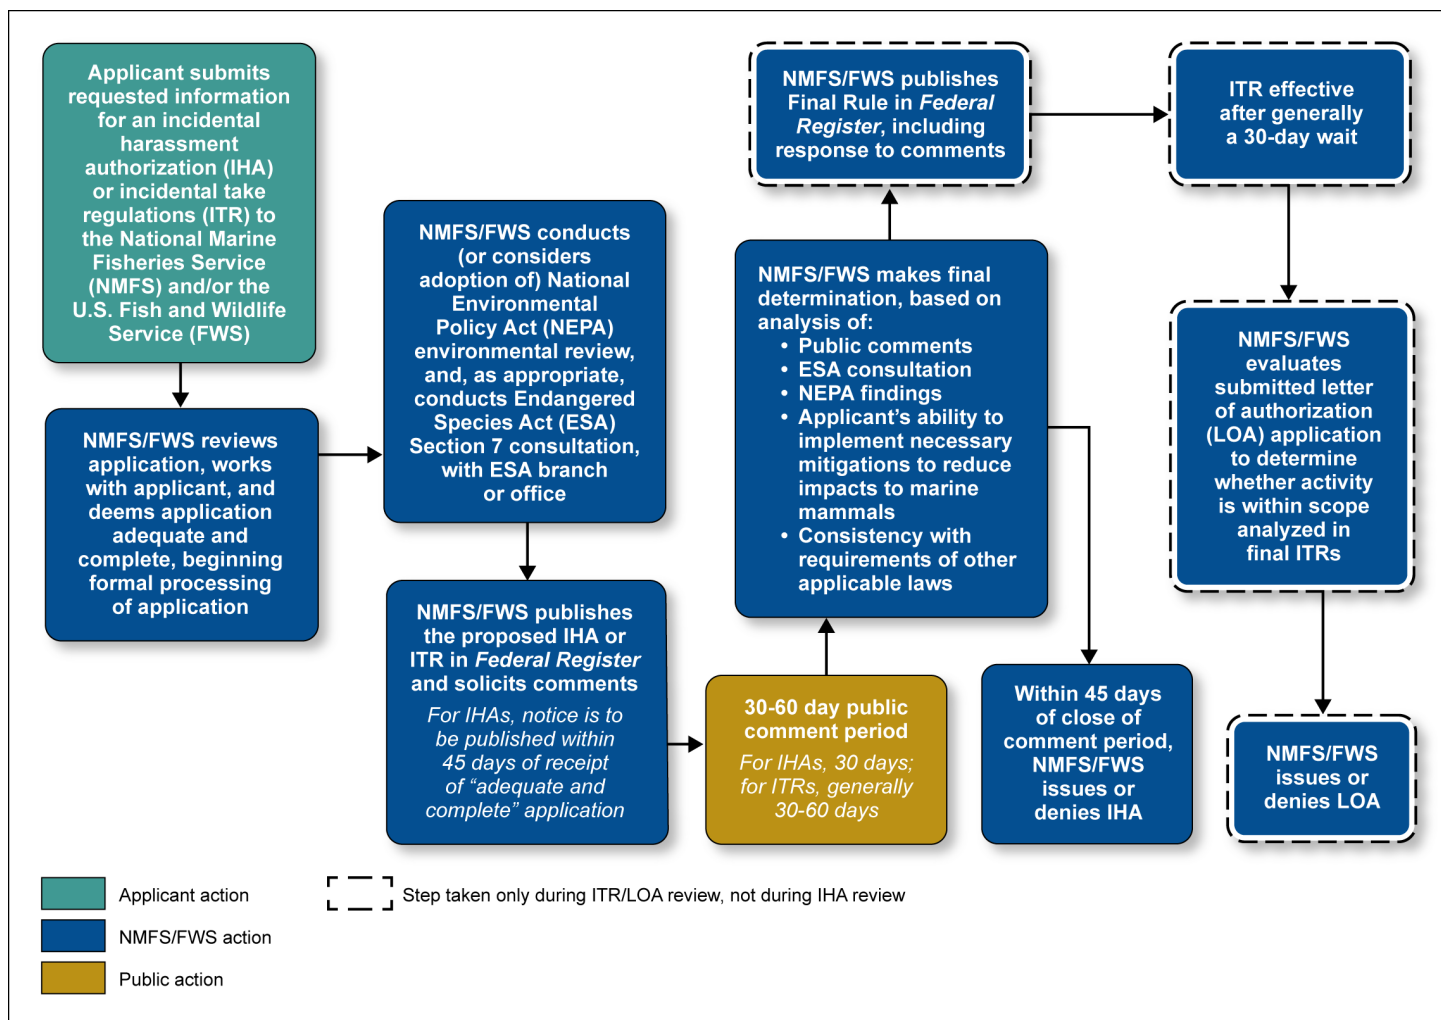 Applicant submits
requested information
for an incidental
harassment
authorization (IHA)
or incidental take
regulations (ITR) to
the National Marine
Fisheries Service
(NMFS) and/or the
U.S. Fish and Wildlife
Service (FWS)
NMFS/FWS reviews
application, works
with applicant, and
deems application
adequate and
complete, beginning
formal processing
of application
NMFS/FWS conducts
(or considers
adoption of) National
Environmental
Policy Act (NEPA)
environmental review,
and, as appropriate,
conducts Endangered
Species Act (ESA)
Section 7 consultation,
with ESA branch
or office
NMFS/FWS publishes
the proposed IHA or
ITR in Federal Register
and solicits comments
For IHAs, notice is to
be published within
45 days of receipt
of “adequate and
complete” application
30-60 day public
comment period
For IHAs, 30 days;
for ITRs, generally
30-60 days
NMFS/FWS makes final
determination, based on
analysis of:
• Public comments
• ESA consultation
• NEPA findings
• Applicant’s ability to
implement necessary
mitigations to reduce
impacts to marine
mammals
• Consistency with
requirements of other
applicable laws
Within 45 days
of close of
comment period,
NMFS/FWS
issues or
denies IHA
NMFS/FWS publishes
Final Rule in Federal
Register, including
response to comments
ITR effective
after generally
a 30-day wait
NMFS/FWS
evaluates
submitted letter
of authorization
(LOA) application
to determine
whether activity
is within scope
analyzed in
final ITRs
NMFS/FWS
issues or
denies LOA
Applicant action
NMFS/FWS action
Public action
Step taken only during ITR/LOA review, not during IHA review